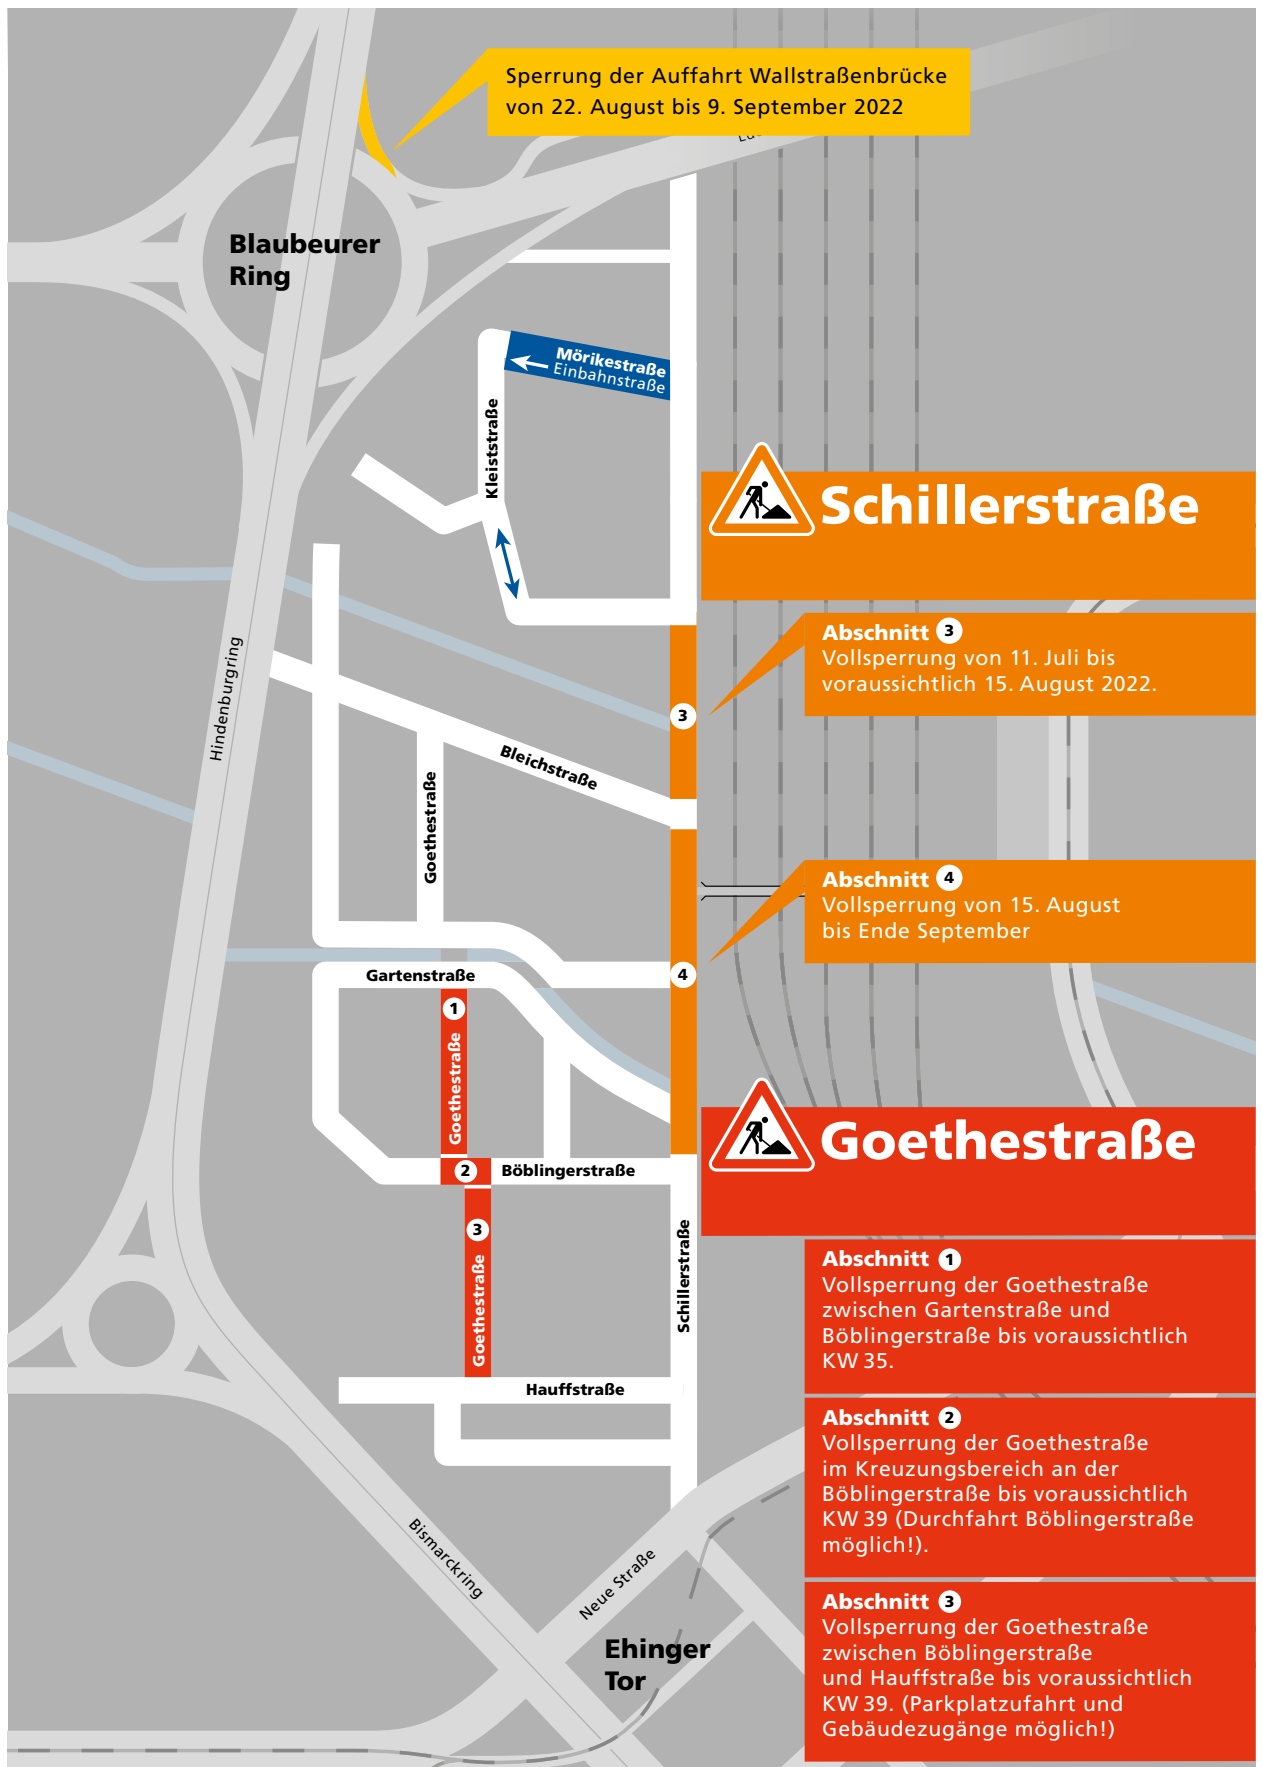 Sperrung der Auffahrt Wallstraßenbrücke
von 22. August bis 9. September 2022
Blaubeurer
Ring
Mörikestraße
Einbahnstraße
Kleiststraße
Schillerstraße
Abschnitt 3
Vollsperrung von 11. Juli bis
voraussichtlich 15. August 2022.
Hindenburgring
3
Bleichstraße
Goethestraße
Abschnitt 4
Vollsperrung von 15. August
bis Ende September
Gartenstraße
4
1
Goethestraße
2
Böblingerstraße
3
Goethestraße
Schillerstraße
Goethestraße
Abschnitt 1
Vollsperrung der Goethestraße
zwischen Gartenstraße und
Böblingerstraße bis voraussichtlich
KW 35.
Hauffstraße
Abschnitt 2
Vollsperrung der Goethestraße
im Kreuzungsbereich an der
Böblingerstraße bis voraussichtlich
KW 39 (Durchfahrt Böblingerstraße
möglich!).
Bismarckring
Neue Straße
Ehinger
Tor
Abschnitt 3
Vollsperrung der Goethestraße
zwischen Böblingerstraße
und Hauffstraße bis voraussichtlich
KW 39. (Parkplatzufahrt und
Gebäudezugänge möglich!)